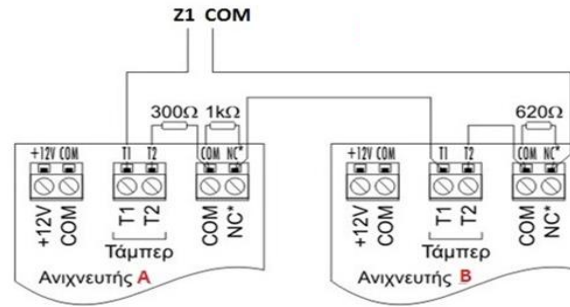 Z1 COM
300Ω 1kΩ 620Ω
+12V COM T1 T2 COM NC* +12V COM T1 T2 COM NC*
+12V COM T1 T2 COM NC* +12V COM T1 T2 COM NC*
Τάμπερ Τάμπερ
Ανιχνευτής A Ανιχνευτής B